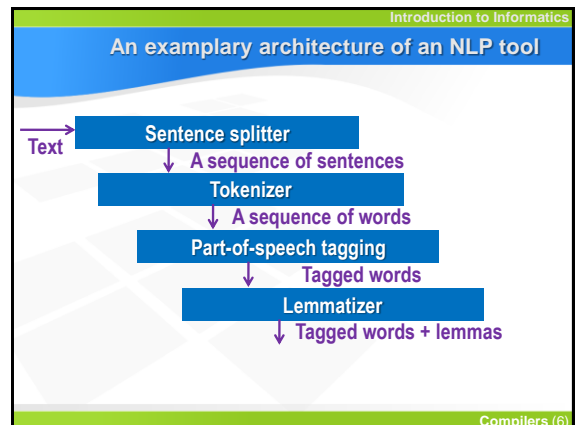 Introduction to Informatics
An examplary architecture of an NLP tool
Sentence splitter
Text
A sequence of sentences
Tokenizer
A sequence of words
Part-of-speech tagging
Tagged words
Lemmatizer
Tagged words + lemmas
Compilers (6)